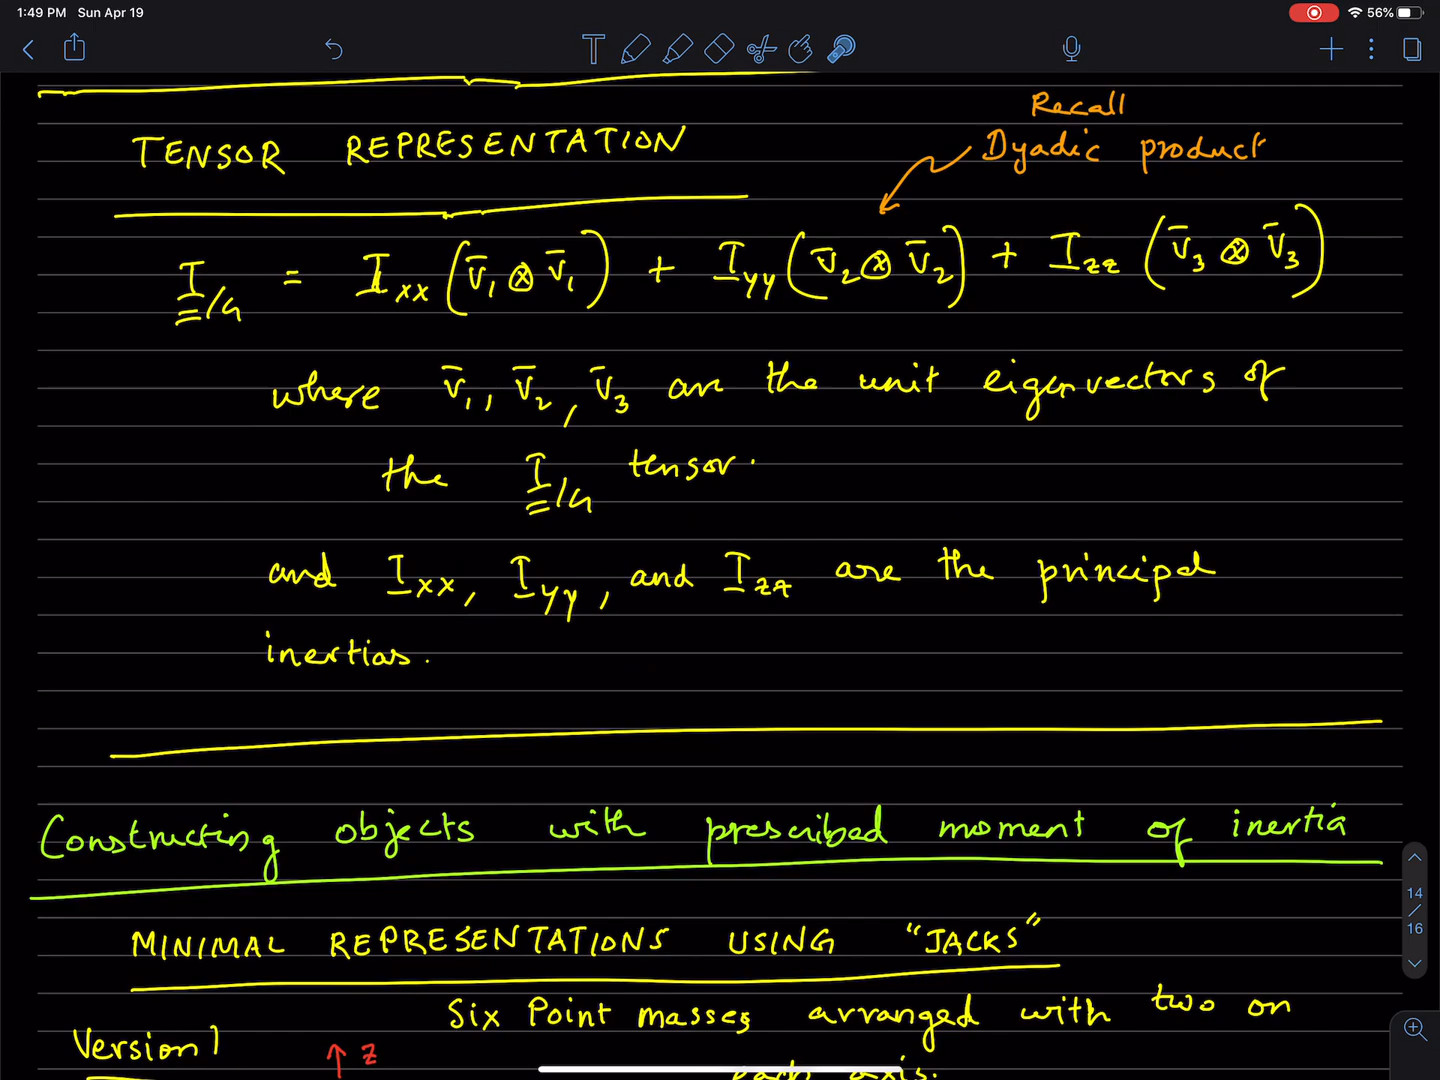 1:49 PM Sun Apr 19
56%
Recall
TENSOR REPRESENTATION
Dyadic product
I/G = Ixx (v̄₁ ⊗ v̄₁) + Iyy (v̄₂ ⊗ v̄₂) + Izz (v̄₃ ⊗ v̄₃)
where v̄₁, v̄₂, v̄₃ are the unit eigenvectors of
the I/G tensor.
and Ixx, Iyy, and Izz are the principal
inertias.
Constructing objects with prescribed moment of inertia
14
/
16
MINIMAL REPRESENTATIONS USING "JACKS"
Six Point masses arranged with two on
Version 1
↑ z
each axis.